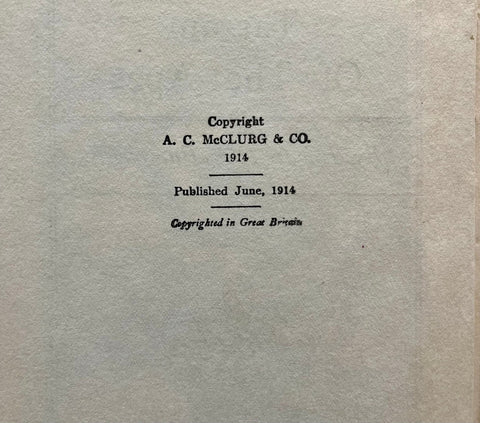 Copyright
A. C. McCLURG & CO.
1914
Published June, 1914
Copyrighted in Great Britain